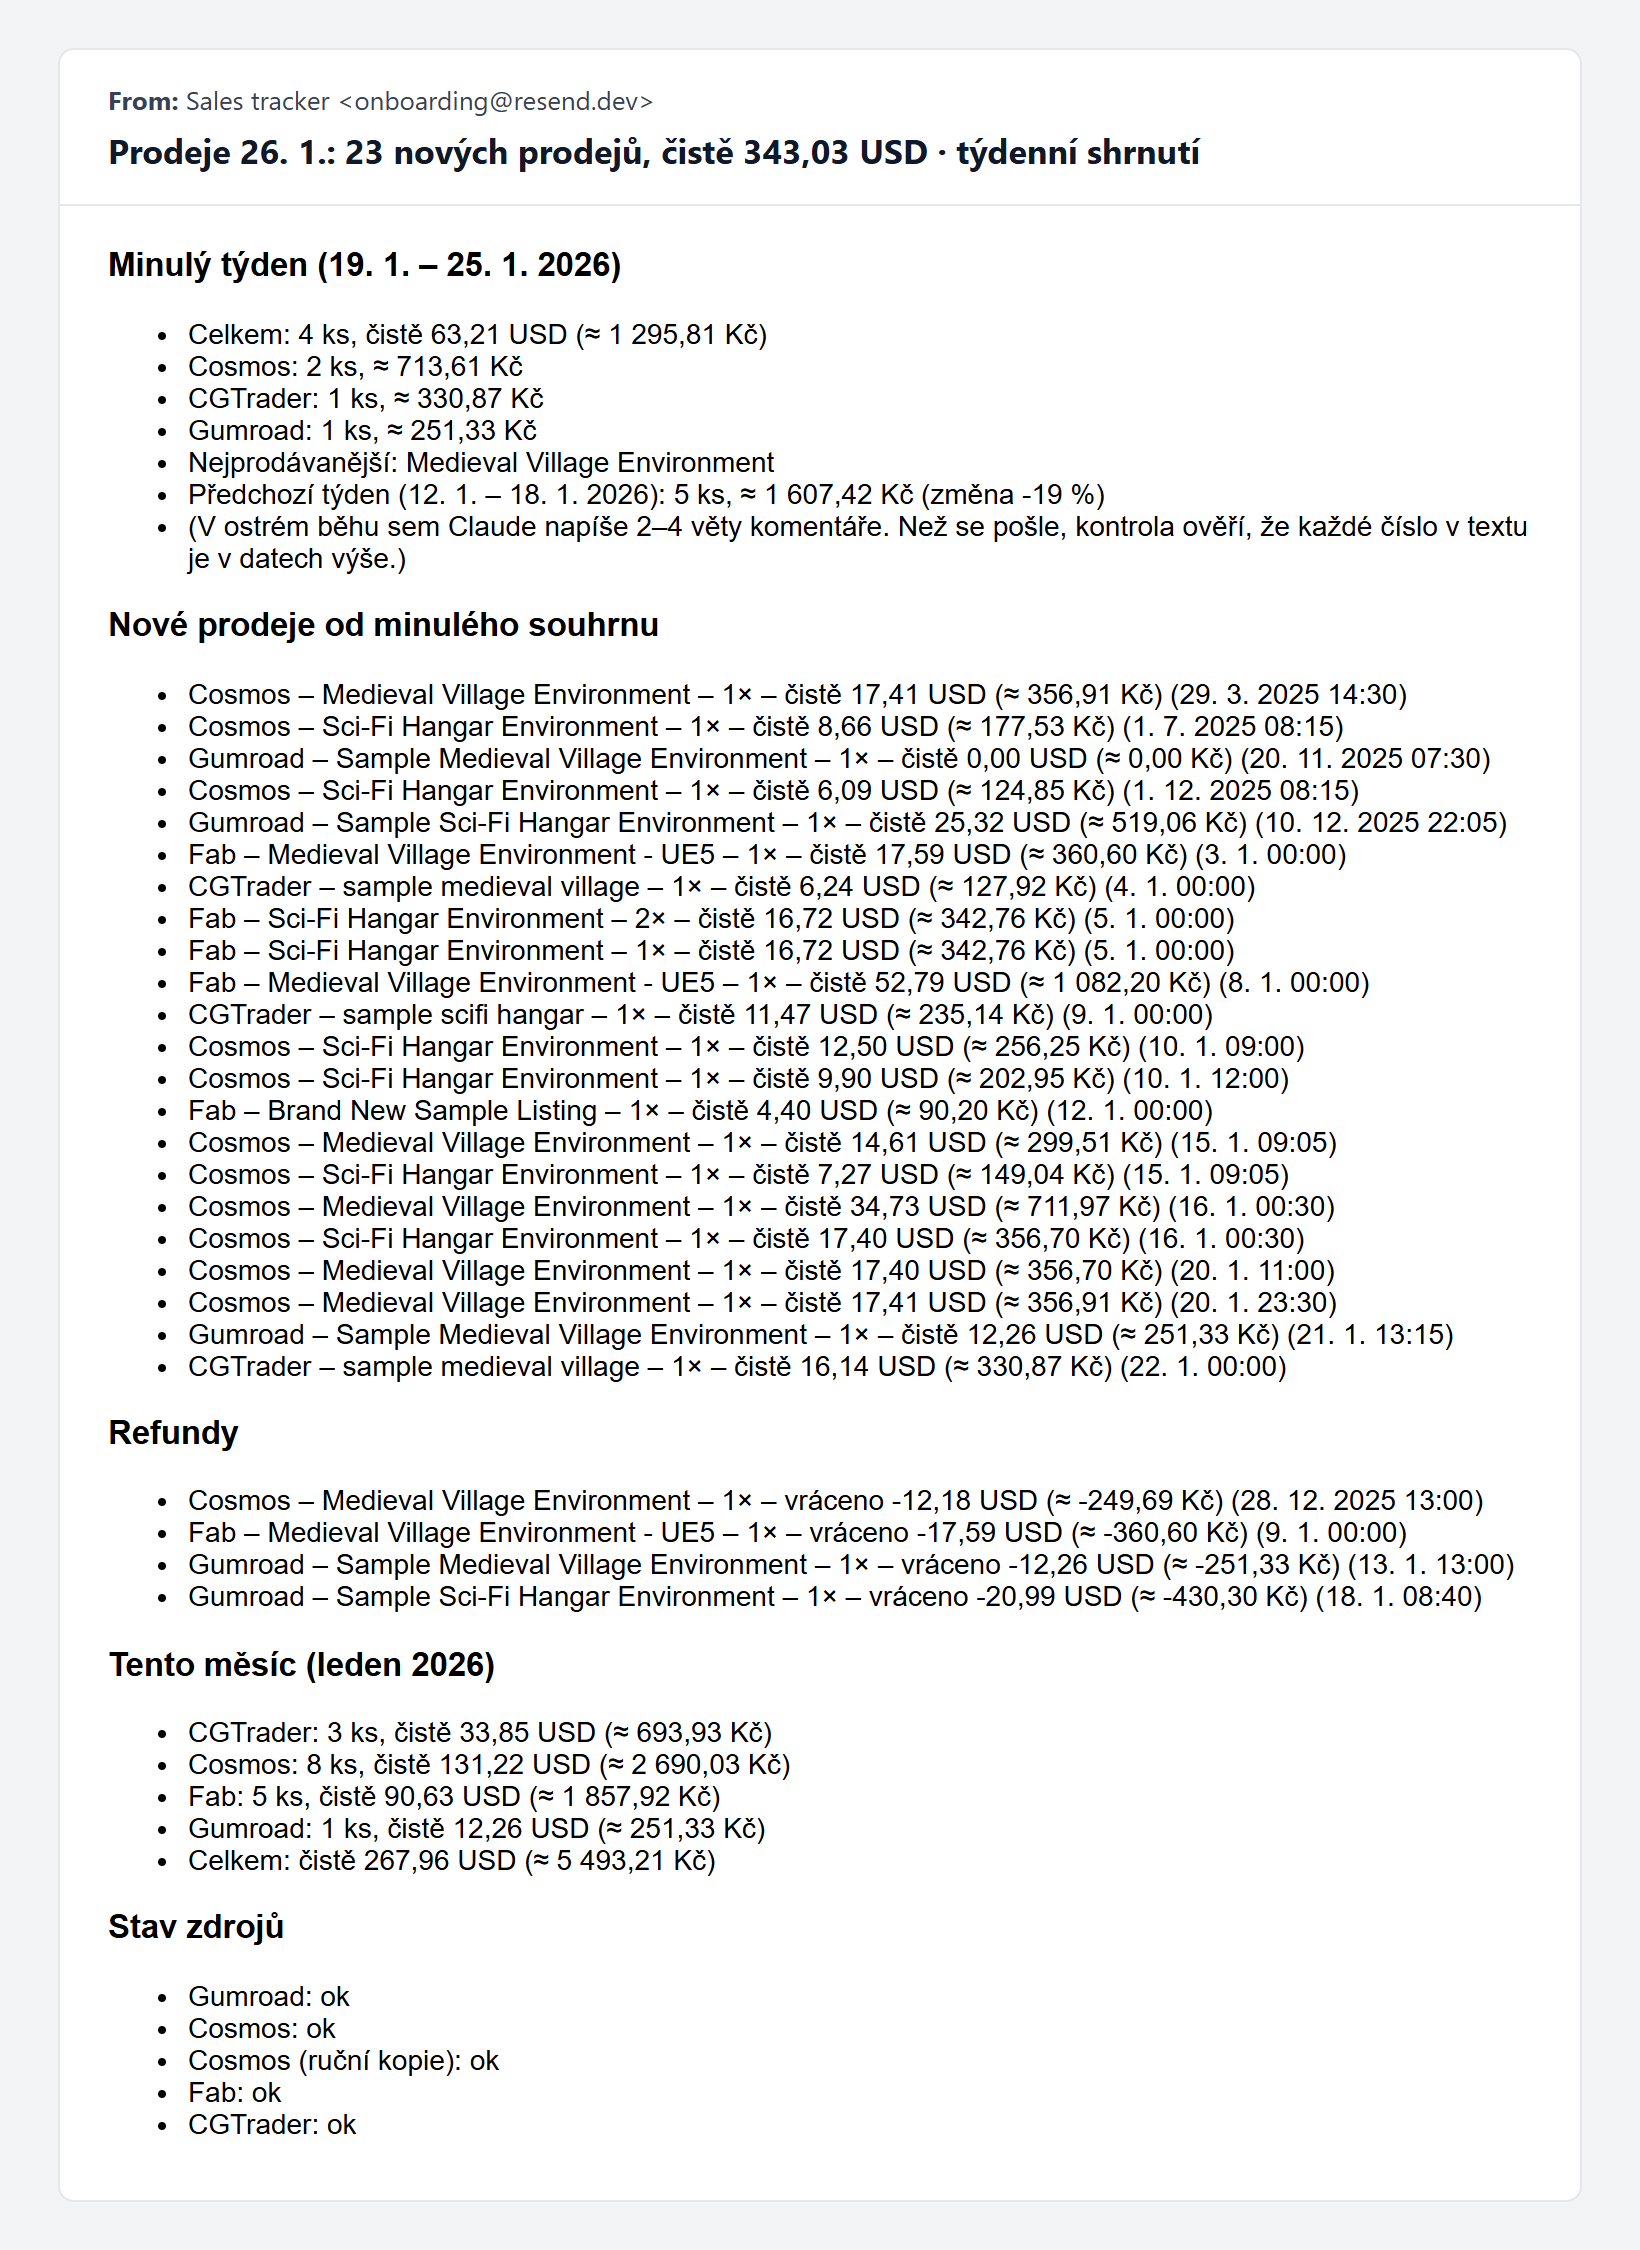 From: Sales tracker <onboarding@resend.dev>
Prodeje 26. 1.: 23 nových prodejů, čistě 343,03 USD · týdenní shrnutí
Minulý týden (19. 1. – 25. 1. 2026)
• Celkem: 4 ks, čistě 63,21 USD (≈ 1 295,81 Kč)
• Cosmos: 2 ks, ≈ 713,61 Kč
• CGTrader: 1 ks, ≈ 330,87 Kč
• Gumroad: 1 ks, ≈ 251,33 Kč
• Nejprodávanější: Medieval Village Environment
• Předchozí týden (12. 1. – 18. 1. 2026): 5 ks, ≈ 1 607,42 Kč (změna -19 %)
• (V ostrém běhu sem Claude napíše 2–4 věty komentáře. Než se pošle, kontrola ověří, že každé číslo v textu
je v datech výše.)
Nové prodeje od minulého souhrnu
• Cosmos – Medieval Village Environment – 1× – čistě 17,41 USD (≈ 356,91 Kč) (29. 3. 2025 14:30)
• Cosmos – Sci-Fi Hangar Environment – 1× – čistě 8,66 USD (≈ 177,53 Kč) (1. 7. 2025 08:15)
• Gumroad – Sample Medieval Village Environment – 1× – čistě 0,00 USD (≈ 0,00 Kč) (20. 11. 2025 07:30)
• Cosmos – Sci-Fi Hangar Environment – 1× – čistě 6,09 USD (≈ 124,85 Kč) (1. 12. 2025 08:15)
• Gumroad – Sample Sci-Fi Hangar Environment – 1× – čistě 25,32 USD (≈ 519,06 Kč) (10. 12. 2025 22:05)
• Fab – Medieval Village Environment - UE5 – 1× – čistě 17,59 USD (≈ 360,60 Kč) (3. 1. 00:00)
• CGTrader – sample medieval village – 1× – čistě 6,24 USD (≈ 127,92 Kč) (4. 1. 00:00)
• Fab – Sci-Fi Hangar Environment – 2× – čistě 16,72 USD (≈ 342,76 Kč) (5. 1. 00:00)
• Fab – Sci-Fi Hangar Environment – 1× – čistě 16,72 USD (≈ 342,76 Kč) (5. 1. 00:00)
• Fab – Medieval Village Environment - UE5 – 1× – čistě 52,79 USD (≈ 1 082,20 Kč) (8. 1. 00:00)
• CGTrader – sample scifi hangar – 1× – čistě 11,47 USD (≈ 235,14 Kč) (9. 1. 00:00)
• Cosmos – Sci-Fi Hangar Environment – 1× – čistě 12,50 USD (≈ 256,25 Kč) (10. 1. 09:00)
• Cosmos – Sci-Fi Hangar Environment – 1× – čistě 9,90 USD (≈ 202,95 Kč) (10. 1. 12:00)
• Fab – Brand New Sample Listing – 1× – čistě 4,40 USD (≈ 90,20 Kč) (12. 1. 00:00)
• Cosmos – Medieval Village Environment – 1× – čistě 14,61 USD (≈ 299,51 Kč) (15. 1. 09:05)
• Cosmos – Sci-Fi Hangar Environment – 1× – čistě 7,27 USD (≈ 149,04 Kč) (15. 1. 09:05)
• Cosmos – Medieval Village Environment – 1× – čistě 34,73 USD (≈ 711,97 Kč) (16. 1. 00:30)
• Cosmos – Sci-Fi Hangar Environment – 1× – čistě 17,40 USD (≈ 356,70 Kč) (16. 1. 00:30)
• Cosmos – Medieval Village Environment – 1× – čistě 17,40 USD (≈ 356,70 Kč) (20. 1. 11:00)
• Cosmos – Medieval Village Environment – 1× – čistě 17,41 USD (≈ 356,91 Kč) (20. 1. 23:30)
• Gumroad – Sample Medieval Village Environment – 1× – čistě 12,26 USD (≈ 251,33 Kč) (21. 1. 13:15)
• CGTrader – sample medieval village – 1× – čistě 16,14 USD (≈ 330,87 Kč) (22. 1. 00:00)
Refundy
• Cosmos – Medieval Village Environment – 1× – vráceno -12,18 USD (≈ -249,69 Kč) (28. 12. 2025 13:00)
• Fab – Medieval Village Environment - UE5 – 1× – vráceno -17,59 USD (≈ -360,60 Kč) (9. 1. 00:00)
• Gumroad – Sample Medieval Village Environment – 1× – vráceno -12,26 USD (≈ -251,33 Kč) (13. 1. 13:00)
• Gumroad – Sample Sci-Fi Hangar Environment – 1× – vráceno -20,99 USD (≈ -430,30 Kč) (18. 1. 08:40)
Tento měsíc (leden 2026)
• CGTrader: 3 ks, čistě 33,85 USD (≈ 693,93 Kč)
• Cosmos: 8 ks, čistě 131,22 USD (≈ 2 690,03 Kč)
• Fab: 5 ks, čistě 90,63 USD (≈ 1 857,92 Kč)
• Gumroad: 1 ks, čistě 12,26 USD (≈ 251,33 Kč)
• Celkem: čistě 267,96 USD (≈ 5 493,21 Kč)
Stav zdrojů
• Gumroad: ok
• Cosmos: ok
• Cosmos (ruční kopie): ok
• Fab: ok
• CGTrader: ok